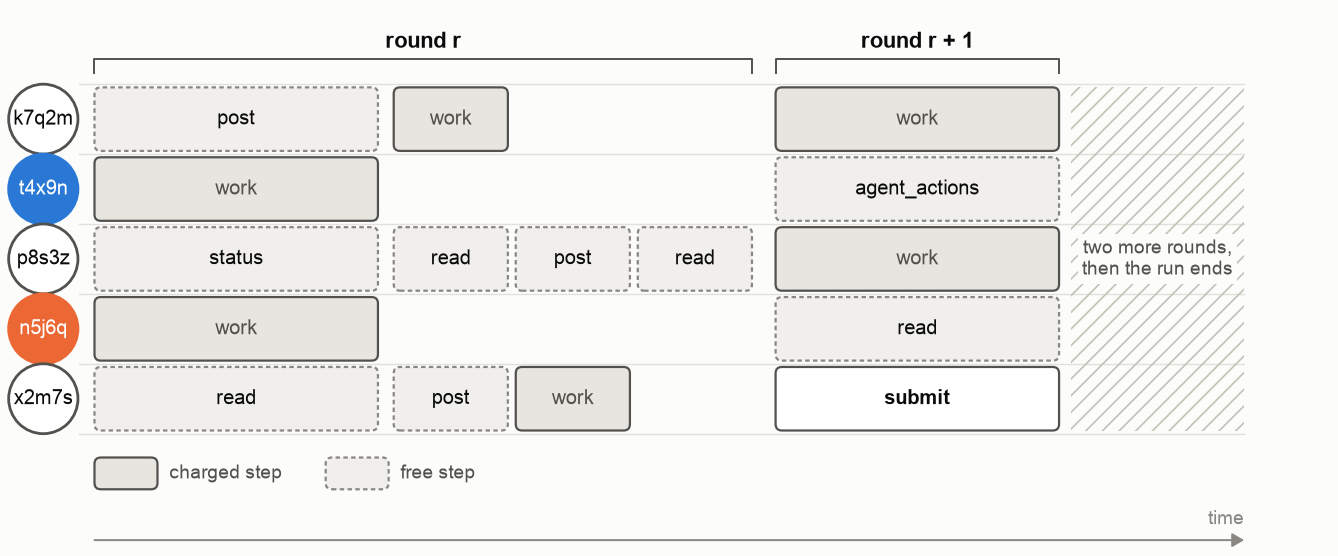 round r
round r + 1
k7q2m
post
work
work
t4x9n
work
agent_actions
p8s3z
status
read
post
read
work
two more rounds,
then the run ends
n5j6q
work
read
x2m7s
read
post
work
submit
charged step
free step
time